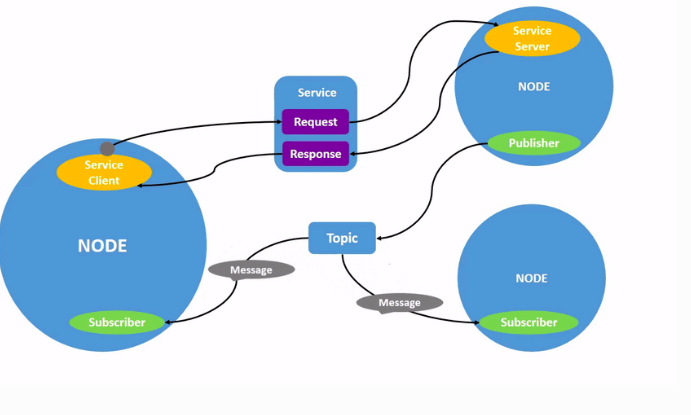 Service
Server
NODE
Service
Request
Response
Publisher
Service
Client
NODE
Topic
Message
Message
NODE
Subscriber
Subscriber